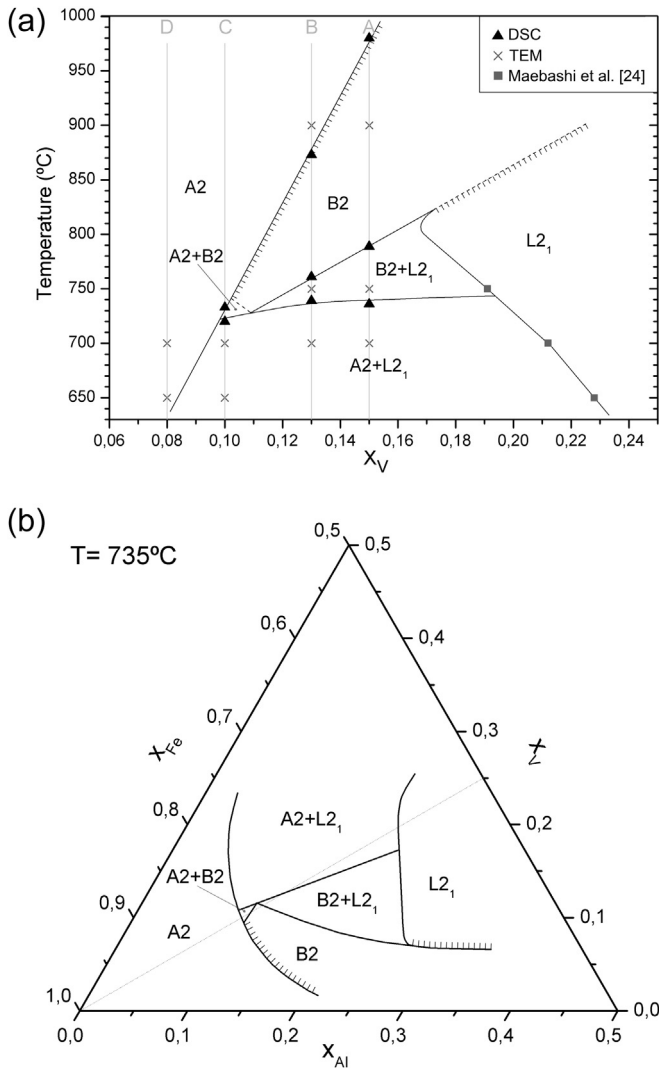 (a)
D C B A
DSC
TEM
Maebashi et al. [24]
1000
950
900
850
800
750
700
650
Temperature (ºC)
A2
B2
L2₁
A2+B2
B2+L2₁
A2+L2₁
0,06 0,08 0,10 0,12 0,14 0,16 0,18 0,20 0,22 0,24
X_V
(b)
T= 735ºC
0,5 0,5
0,6 0,4
0,7 0,3
X_Fe X_V
0,8 0,2
A2+L2₁
A2+B2
B2+L2₁ L2₁
0,9 0,1
A2
B2
1,0 0,0
0,0 0,1 0,2 0,3 0,4 0,5
X_Al